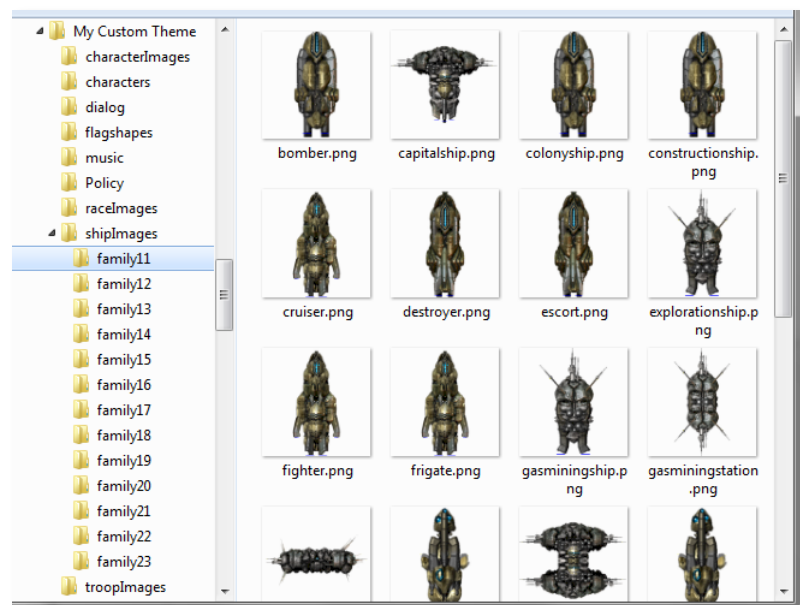 My Custom Theme
characterImages
characters
dialog
flagshapes
music
Policy
raceImages
shipImages
family11
family12
family13
family14
family15
family16
family17
family18
family19
family20
family21
family22
family23
troopImages
bomber.png
capitalship.png
colonyship.png
constructionship.
png
cruiser.png
destroyer.png
escort.png
explorationship.p
ng
fighter.png
frigate.png
gasminingship.p
ng
gasminingstation
.png